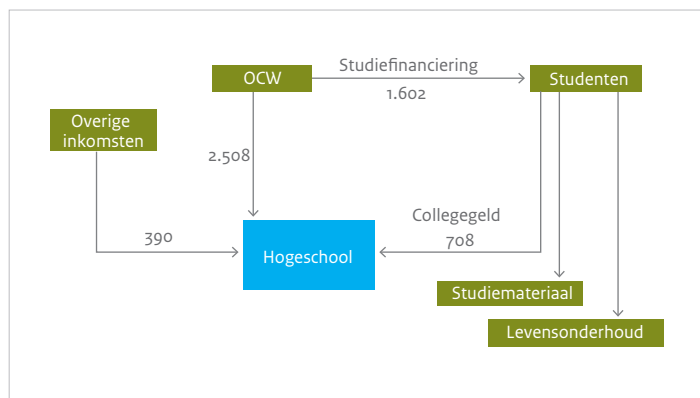 Studiefinanciering
OCW
Studenten
1.602
Overige
inkomsten
2.508
Collegegeld
390
708
Hogeschool
Studiemateriaal
Levensonderhoud